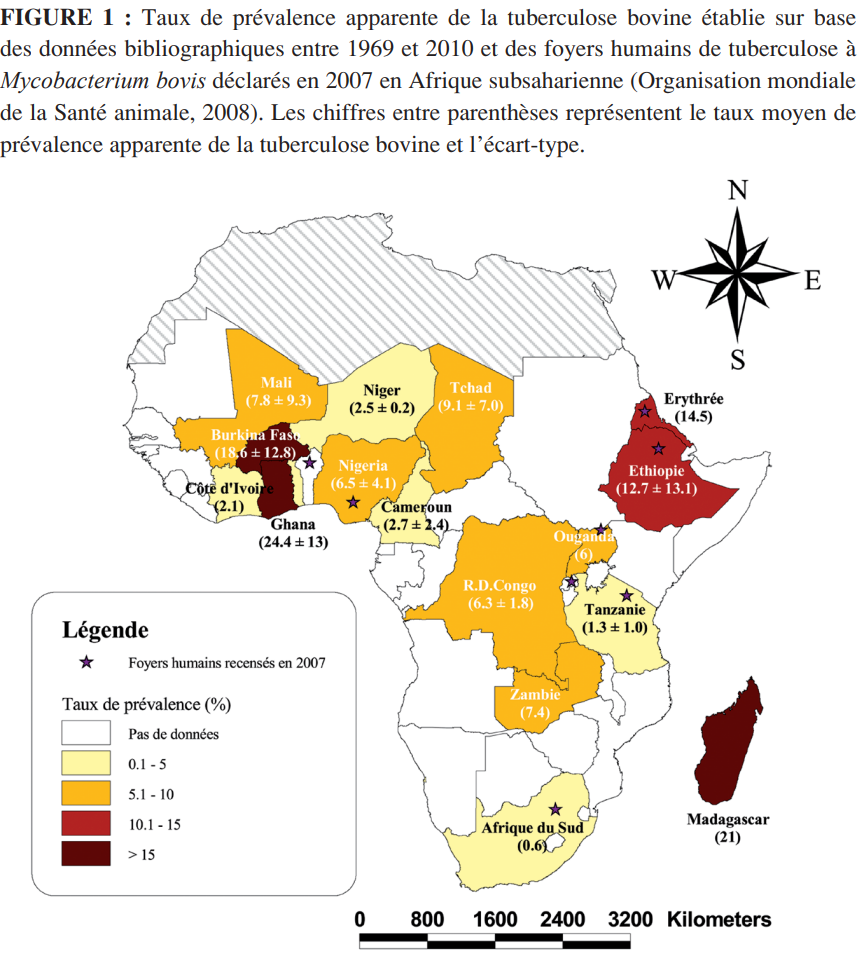 FIGURE 1 : Taux de prévalence apparente de la tuberculose bovine établie sur base
des données bibliographiques entre 1969 et 2010 et des foyers humains de tuberculose à
Mycobacterium bovis déclarés en 2007 en Afrique subsaharienne (Organisation mondiale
de la Santé animale, 2008). Les chiffres entre parenthèses représentent le taux moyen de
prévalence apparente de la tuberculose bovine et l’écart-type.
N
W
E
S
Mali
(7.8 ± 9.3)
Niger
(2.5 ± 0.2)
Tchad
(9.1 ± 7.0)
Erythrée
(14.5)
Burkina Faso
(18.6 ± 12.8)
Nigeria
(6.5 ± 4.1)
Ethiopie
(12.7 ± 13.1)
Côte d'Ivoire
(2.1)
Ghana
(24.4 ± 13)
Cameroun
(2.7 ± 2.4)
Ouganda
(6)
R.D.Congo
(6.3 ± 1.8)
Tanzanie
(1.3 ± 1.0)
Zambie
(7.4)
Afrique du Sud
(0.6)
Madagascar
(21)
Légende
Foyers humains recensés en 2007
Taux de prévalence (%)
Pas de données
0.1 - 5
5.1 - 10
10.1 - 15
> 15
0 800 1600 2400 3200 Kilometers